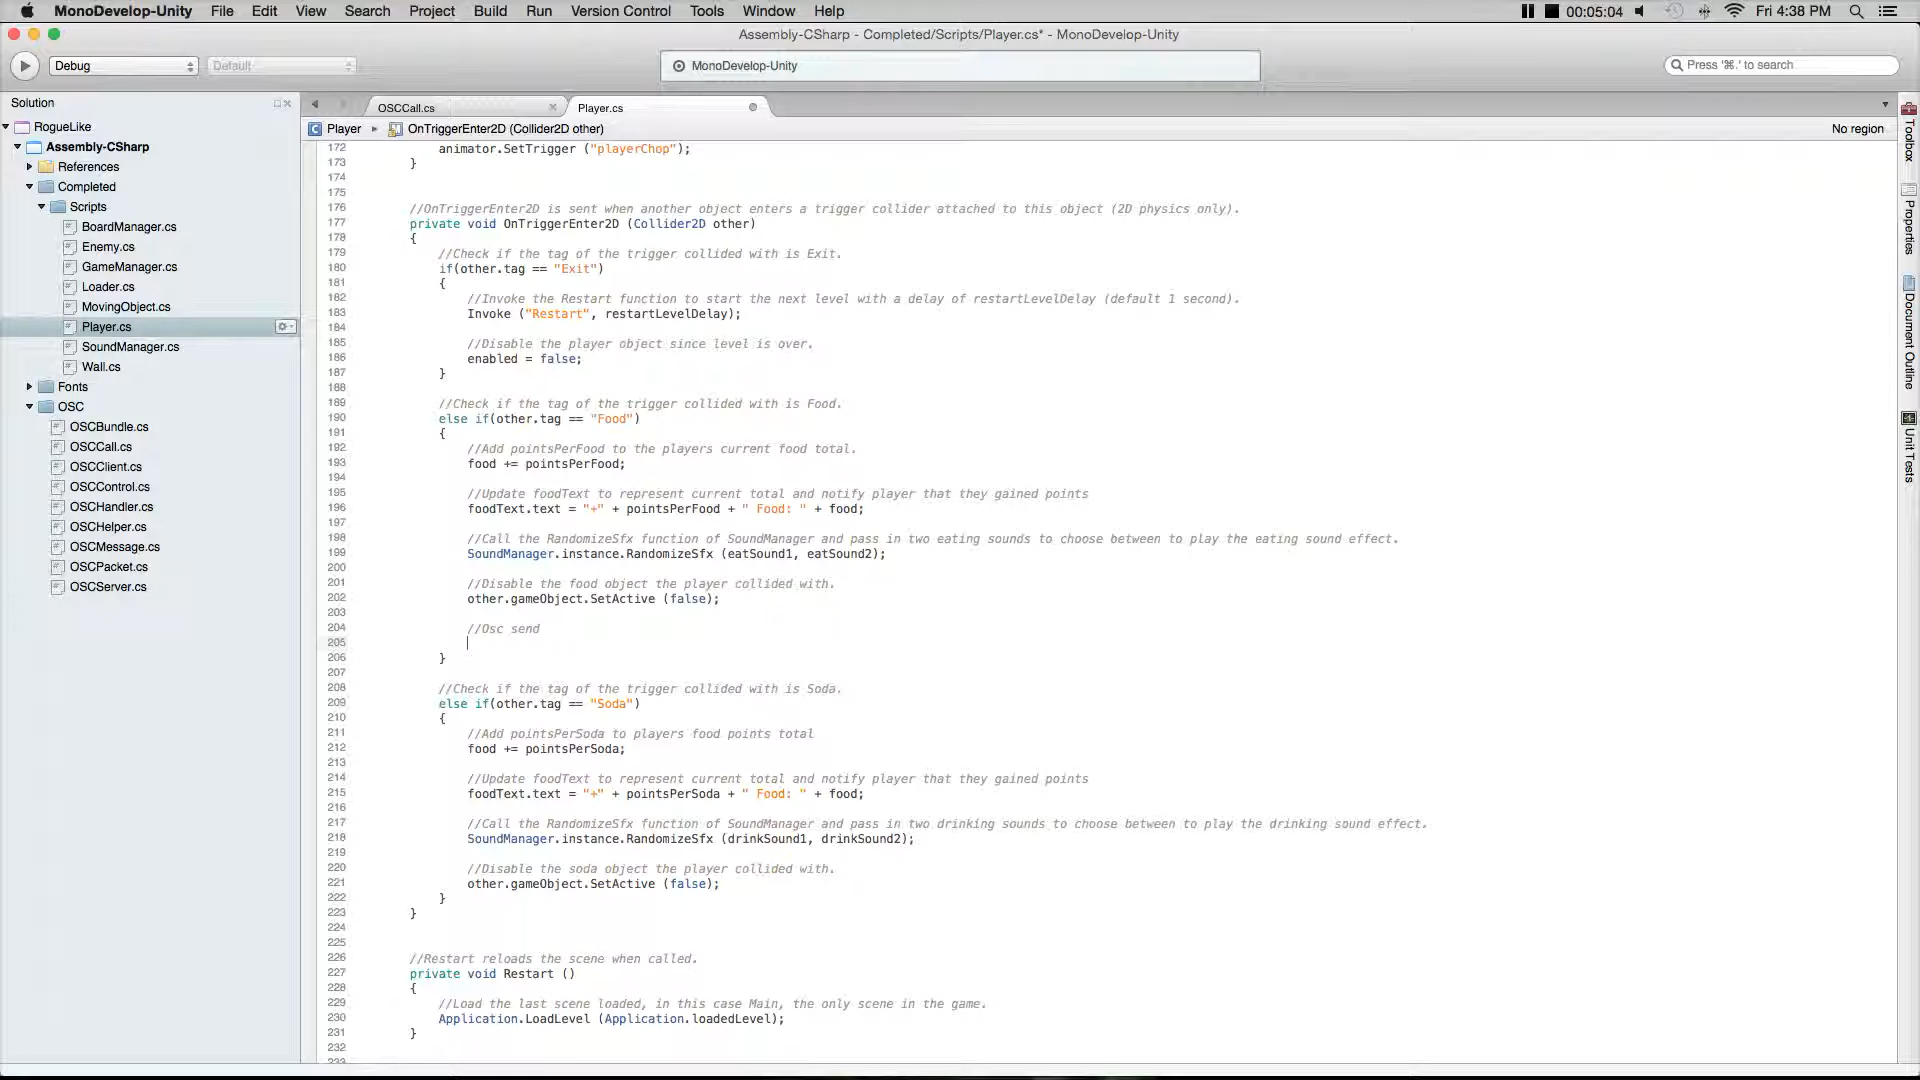 MonoDevelop-Unity File Edit View Search Project Build Run Version Control Tools Window Help 00:05:04 Fri 4:38 PM
Assembly-CSharp - Completed/Scripts/Player.cs* - MonoDevelop-Unity
Debug Default MonoDevelop-Unity Press '⌘.' to search
Solution
RogueLike
Assembly-CSharp
References
Completed
Scripts
BoardManager.cs
Enemy.cs
GameManager.cs
Loader.cs
MovingObject.cs
Player.cs
SoundManager.cs
Wall.cs
Fonts
OSC
OSCBundle.cs
OSCCall.cs
OSCClient.cs
OSCControl.cs
OSCHandler.cs
OSCHelper.cs
OSCMessage.cs
OSCPacket.cs
OSCServer.cs
OSCCall.cs Player.cs
Player OnTriggerEnter2D (Collider2D other) No region
172 animator.SetTrigger ("playerChop");
173 }
174
175
176 //OnTriggerEnter2D is sent when another object enters a trigger collider attached to this object (2D physics only).
177 private void OnTriggerEnter2D (Collider2D other)
178 {
179 //Check if the tag of the trigger collided with is Exit.
180 if(other.tag == "Exit")
181 {
182 //Invoke the Restart function to start the next level with a delay of restartLevelDelay (default 1 second).
183 Invoke ("Restart", restartLevelDelay);
184
185 //Disable the player object since level is over.
186 enabled = false;
187 }
188
189 //Check if the tag of the trigger collided with is Food.
190 else if(other.tag == "Food")
191 {
192 //Add pointsPerFood to the players current food total.
193 food += pointsPerFood;
194
195 //Update foodText to represent current total and notify player that they gained points
196 foodText.text = "+" + pointsPerFood + " Food: " + food;
197
198 //Call the RandomizeSfx function of SoundManager and pass in two eating sounds to choose between to play the eating sound effect.
199 SoundManager.instance.RandomizeSfx (eatSound1, eatSound2);
200
201 //Disable the food object the player collided with.
202 other.gameObject.SetActive (false);
203
204 //Osc send
205
206 }
207
208 //Check if the tag of the trigger collided with is Soda.
209 else if(other.tag == "Soda")
210 {
211 //Add pointsPerSoda to players food points total
212 food += pointsPerSoda;
213
214 //Update foodText to represent current total and notify player that they gained points
215 foodText.text = "+" + pointsPerSoda + " Food: " + food;
216
217 //Call the RandomizeSfx function of SoundManager and pass in two drinking sounds to choose between to play the drinking sound effect.
218 SoundManager.instance.RandomizeSfx (drinkSound1, drinkSound2);
219
220 //Disable the soda object the player collided with.
221 other.gameObject.SetActive (false);
222 }
223 }
224
225
226 //Restart reloads the scene when called.
227 private void Restart ()
228 {
229 //Load the last scene loaded, in this case Main, the only scene in the game.
230 Application.LoadLevel (Application.loadedLevel);
231 }
232
233
Toolbox
Properties
Document Outline
Unit Tests